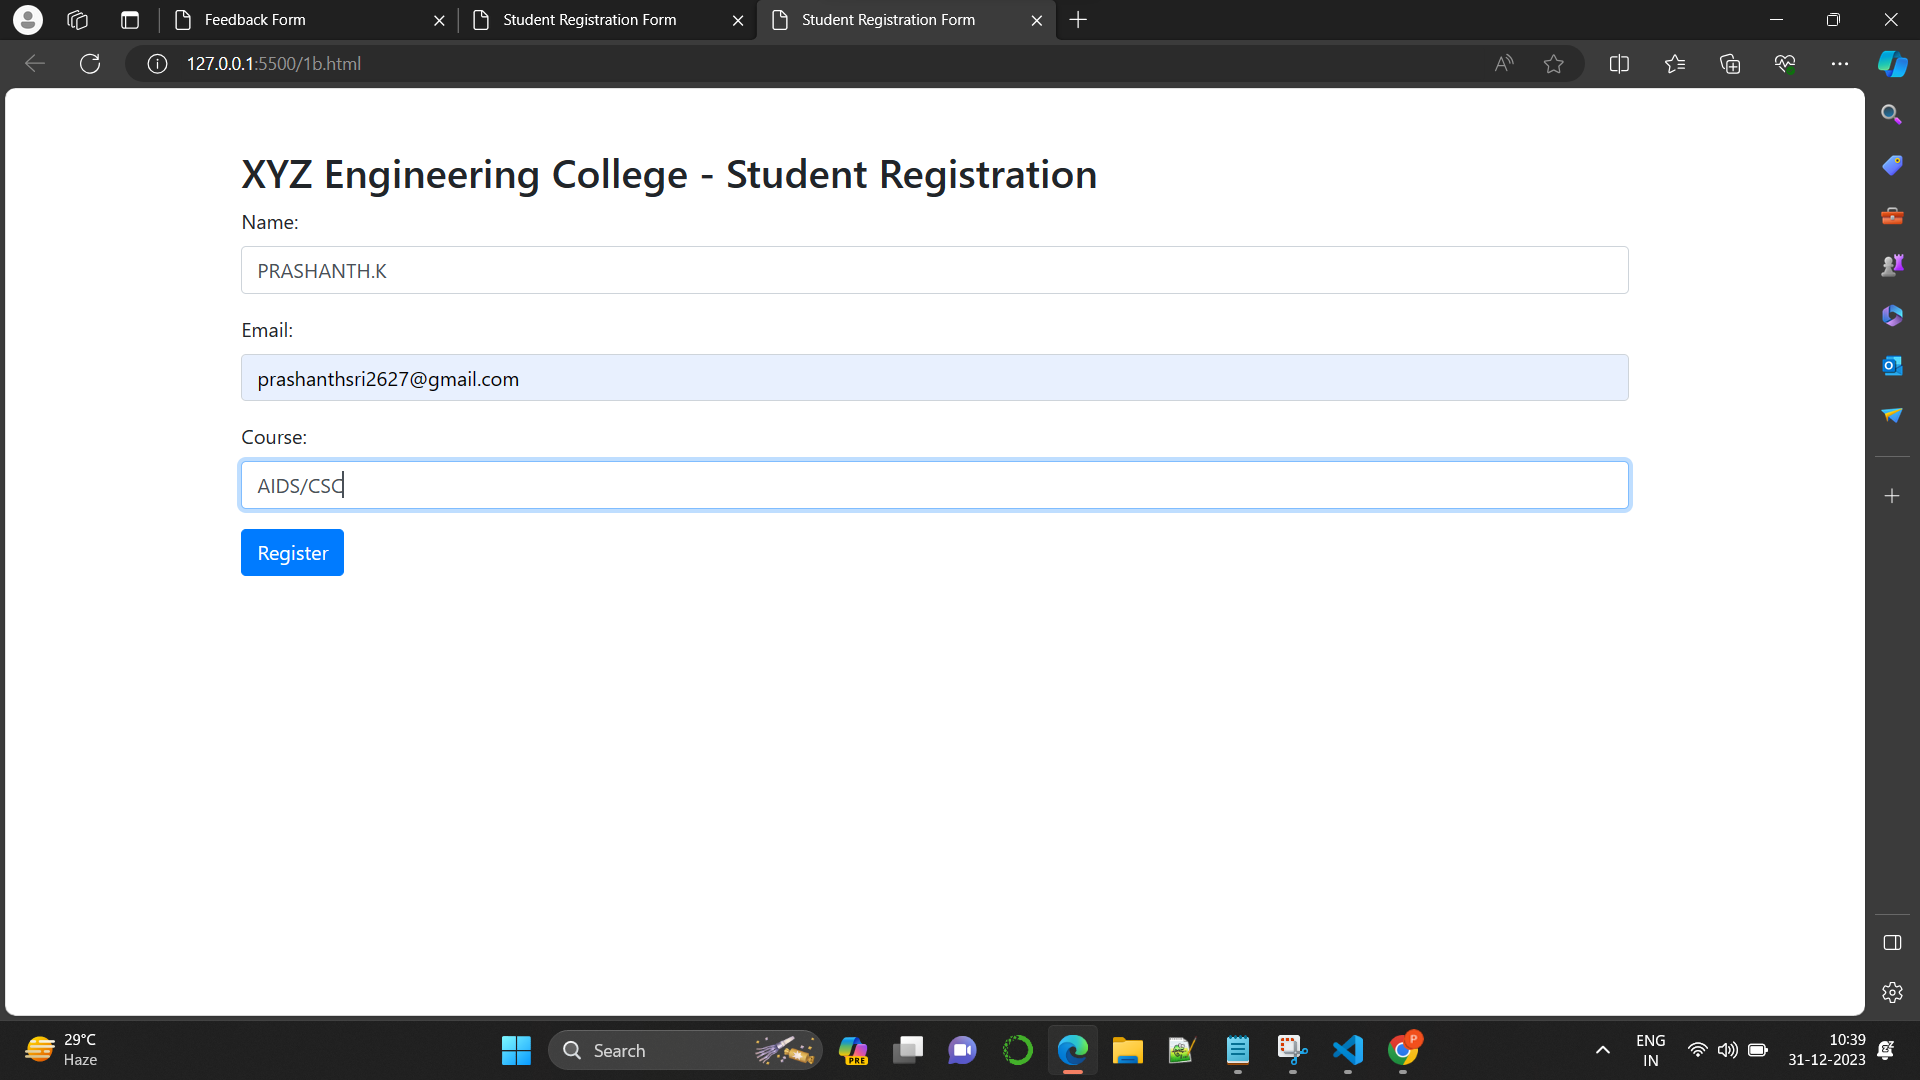 Feedback Form
Student Registration Form
Student Registration Form
127.0.0.1:5500/1b.html
XYZ Engineering College - Student Registration
Name:
PRASHANTH.K
Email:
prashanthsri2627@gmail.com
Course:
AIDS/CSC
Register
29°C
Haze
Search
PRE
P
ENG
IN
10:39
31-12-2023